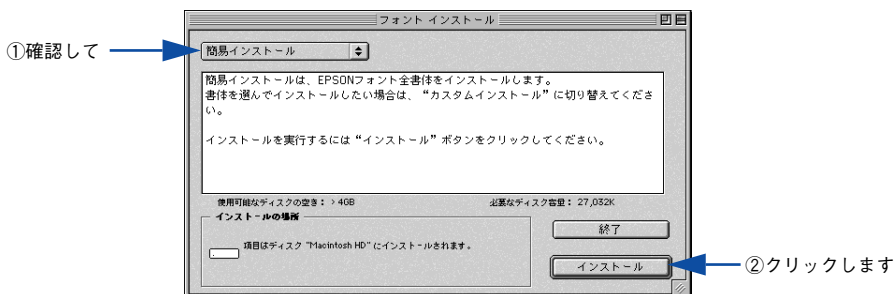 フォント インストール
①確認して
簡易インストール
簡易インストールは、EPSONフォント全書体をインストールします。
書体を選んでインストールしたい場合は、“カスタムインストール”に切り替えてくださ
い。
インストールを実行するには“インストール”ボタンをクリックしてください。
使用可能なディスクの空き：＞4GB
必要なディスク容量：27,032K
インストールの場所
項目はディスク “Macintosh HD” にインストールされます。
終了
インストール
②クリックします